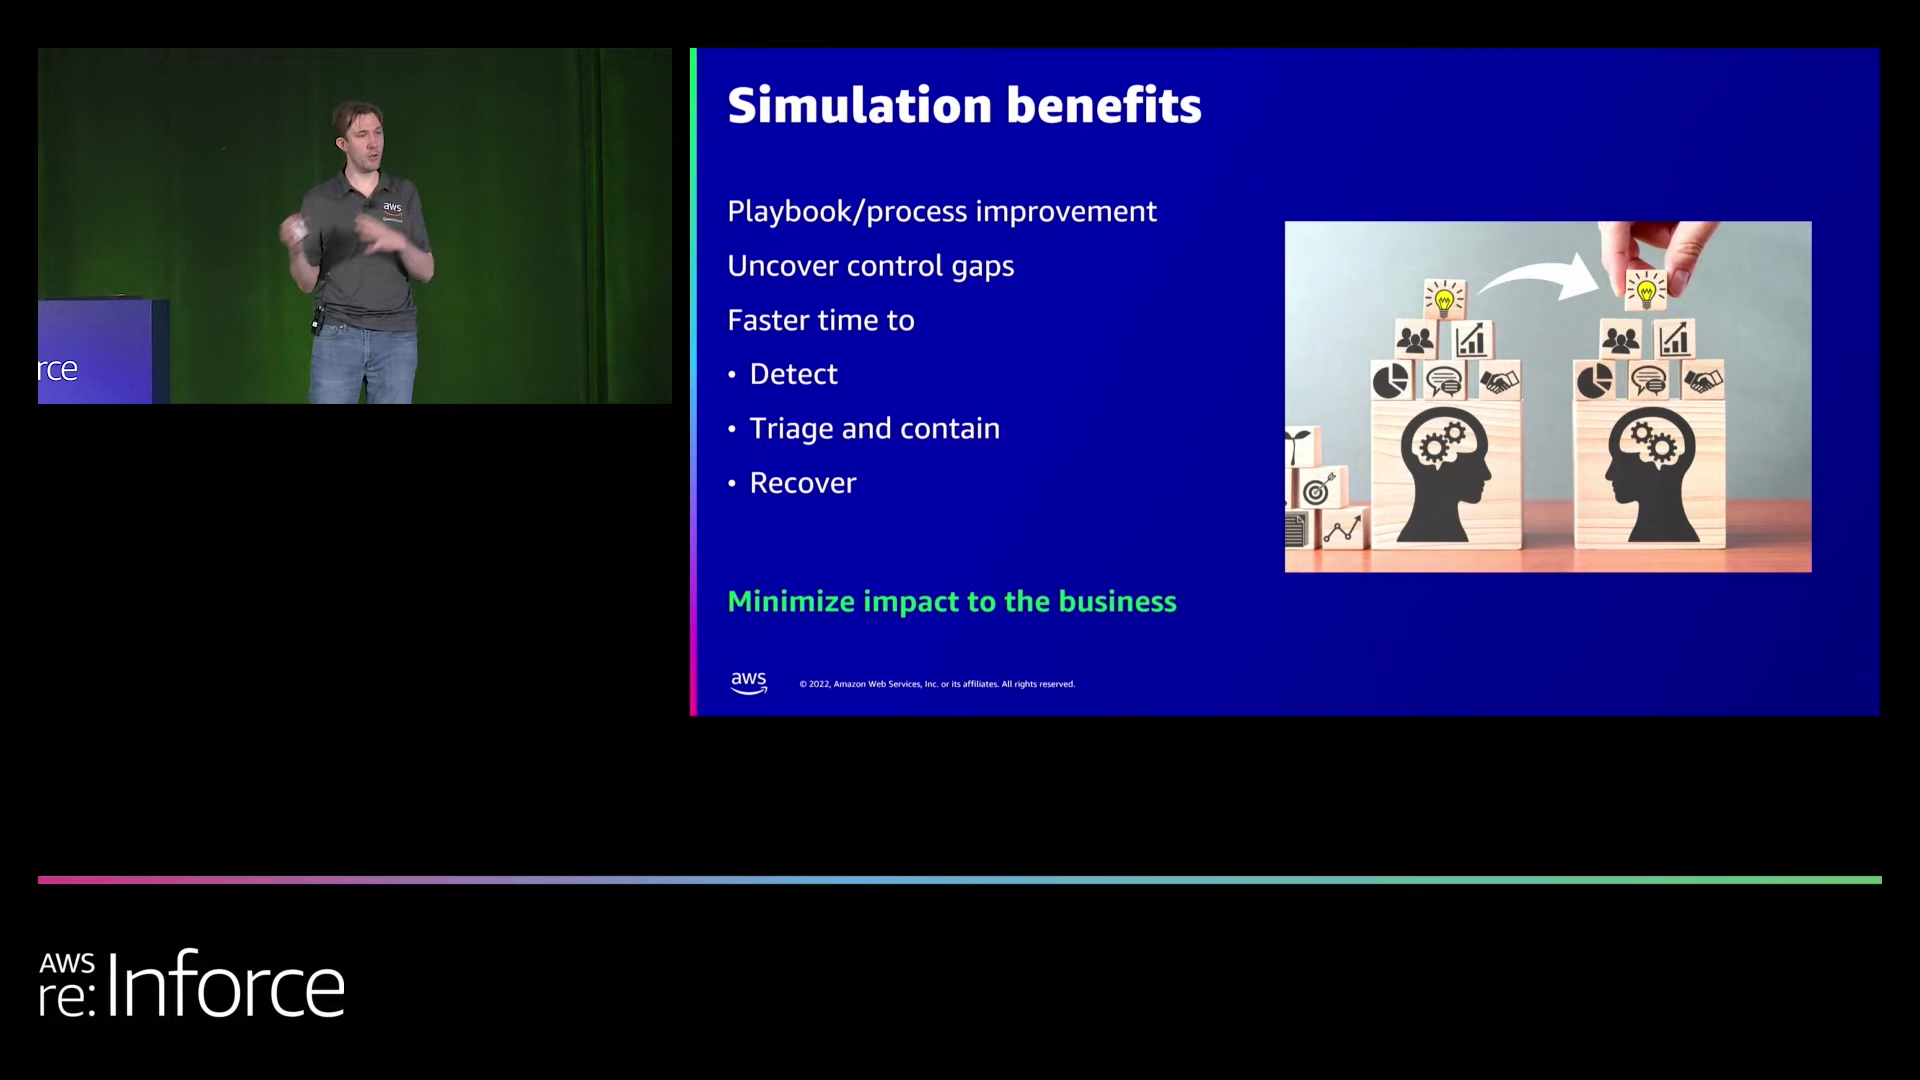 aws
rce
Simulation benefits
Playbook/process improvement
Uncover control gaps
Faster time to
• Detect
• Triage and contain
• Recover
Minimize impact to the business
aws
© 2022, Amazon Web Services, Inc. or its affiliates. All rights reserved.
AWS
re:Inforce